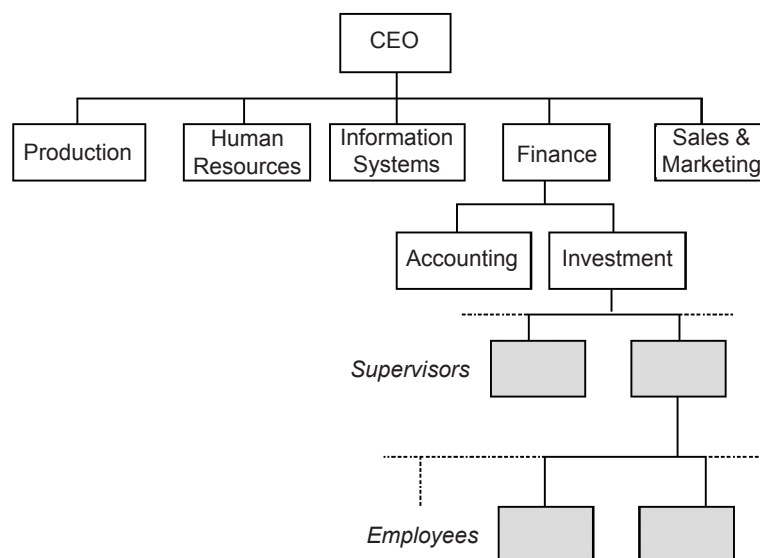 CEO
Production
Human
Resources
Information
Systems
Finance
Sales &
Marketing
Accounting
Investment
Supervisors
Employees